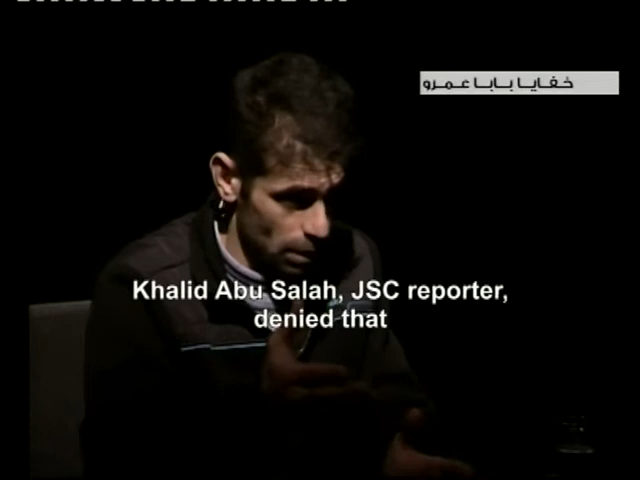 خفايا بابا عمرو
Khalid Abu Salah, JSC reporter,
denied that